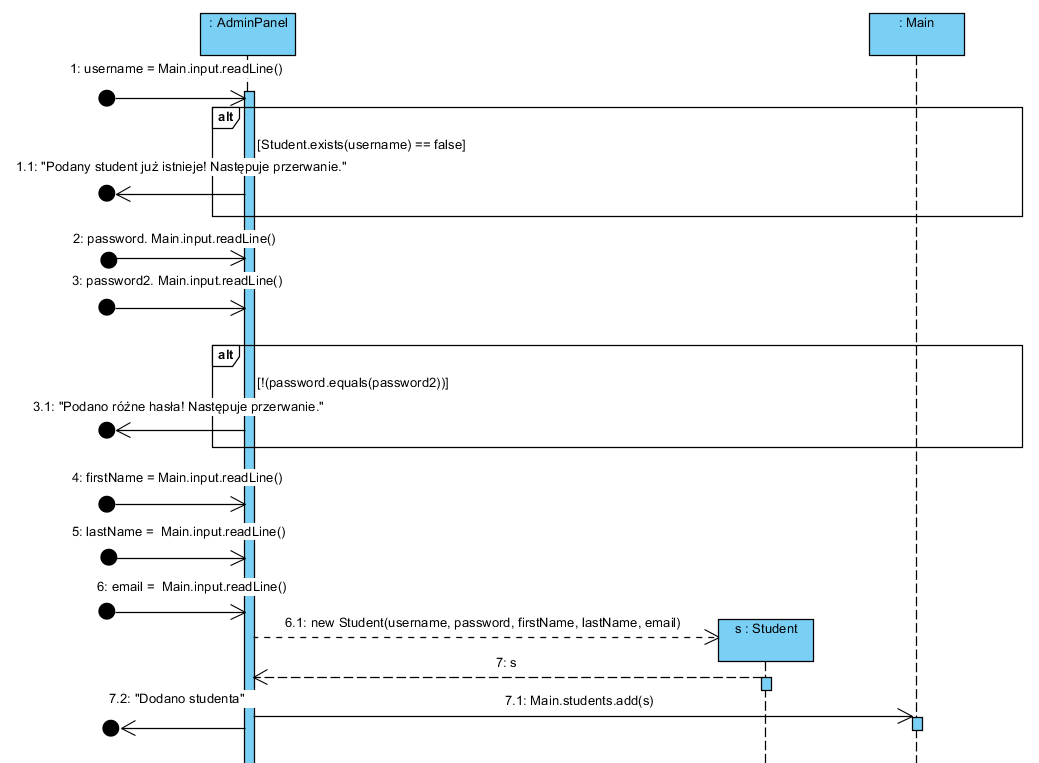 : AdminPanel
: Main
1: username = Main.input.readLine()
alt
[Student.exists(username) == false]
1.1: "Podany student już istnieje! Następuje przerwanie."
2: password. Main.input.readLine()
3: password2. Main.input.readLine()
alt
[!(password.equals(password2))]
3.1: "Podano różne hasła! Następuje przerwanie."
4: firstName = Main.input.readLine()
5: lastName =  Main.input.readLine()
6: email =  Main.input.readLine()
6.1: new Student(username, password, firstName, lastName, email)
s : Student
7: s
7.2: "Dodano studenta"
7.1: Main.students.add(s)